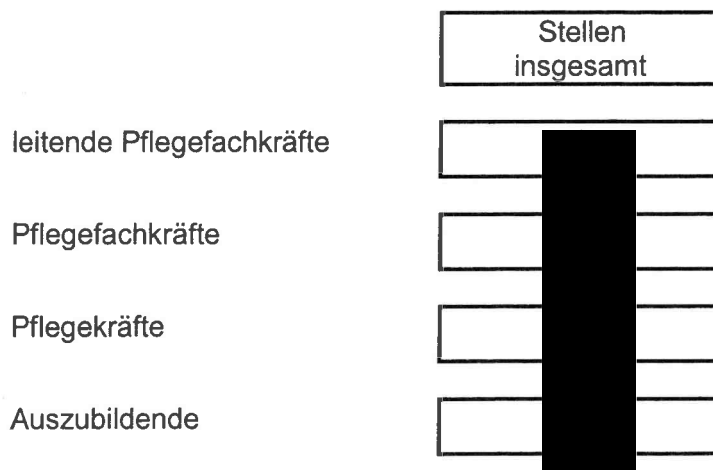 Stellen
insgesamt
leitende Pflegefachkräfte
Pflegefachkräfte
Pflegekräfte
Auszubildende